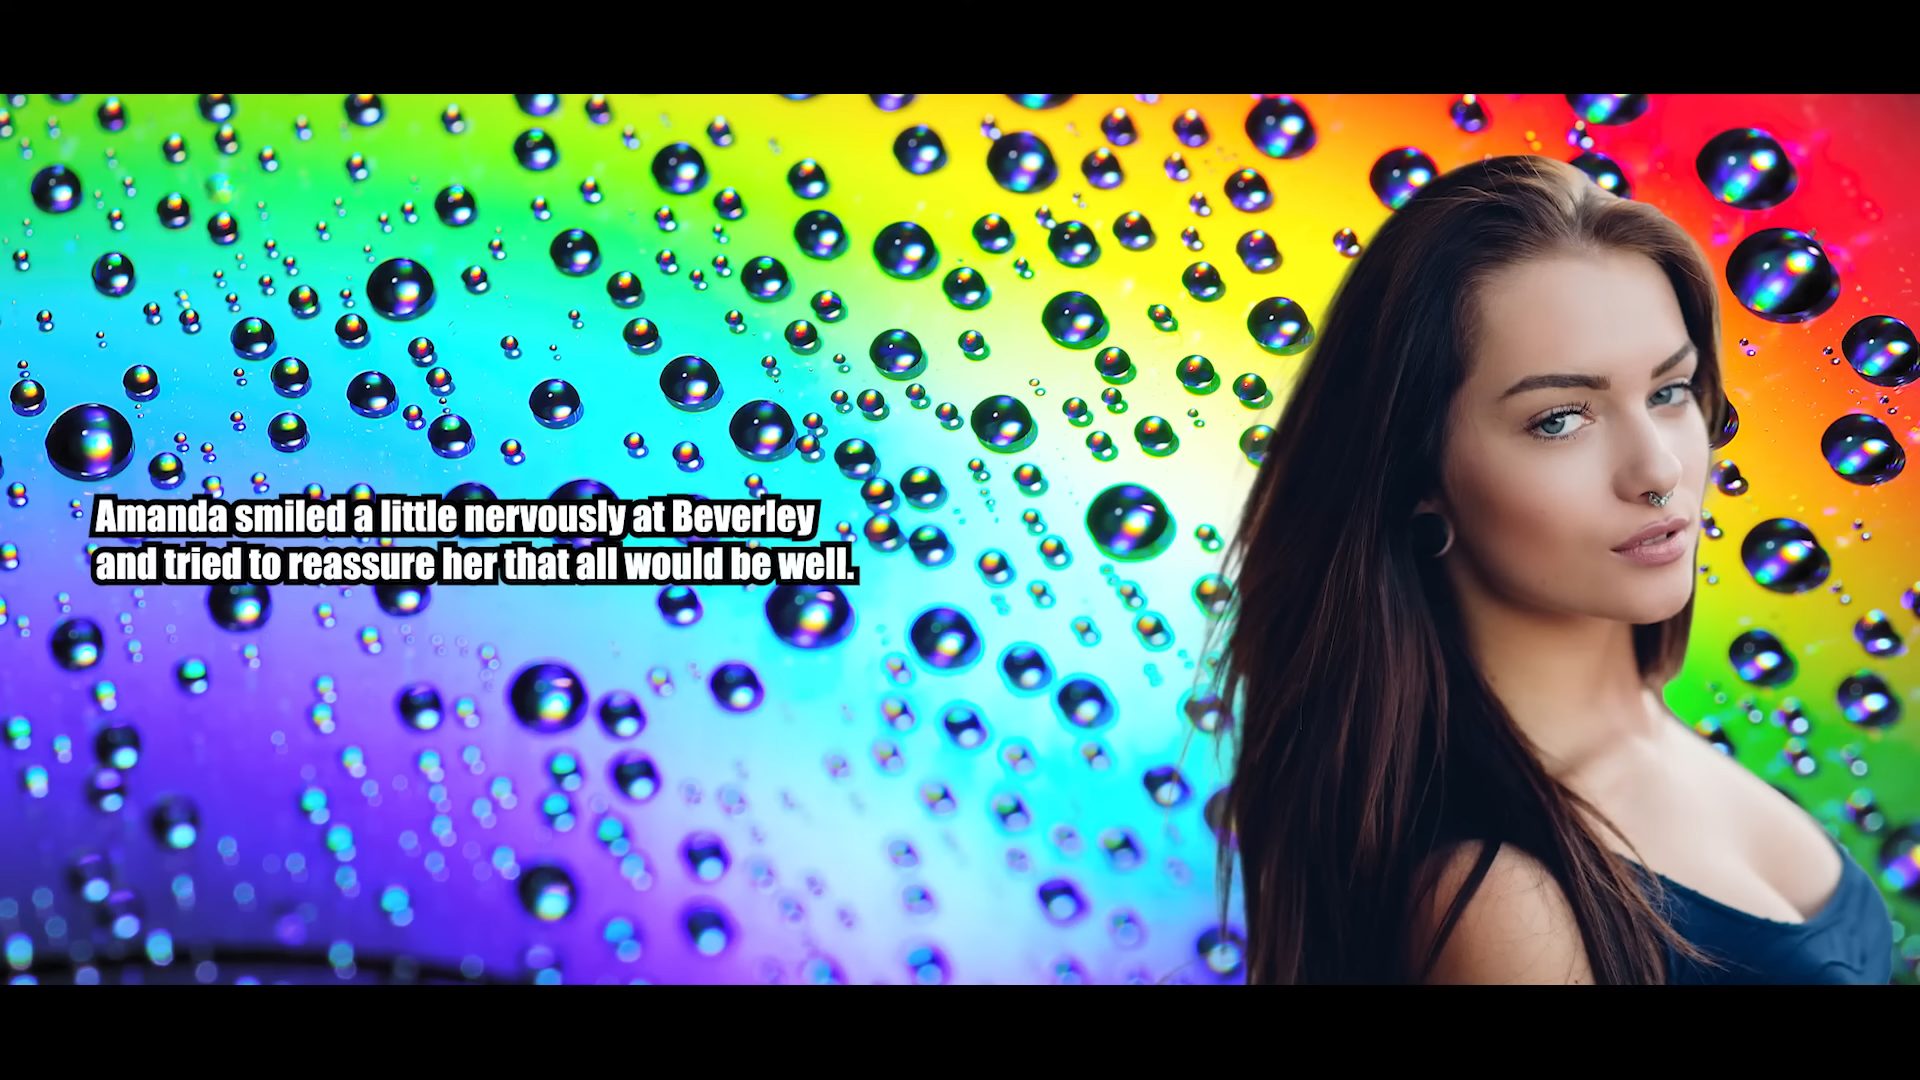 Amanda smiled a little nervously at Beverley
and tried to reassure her that all would be well.